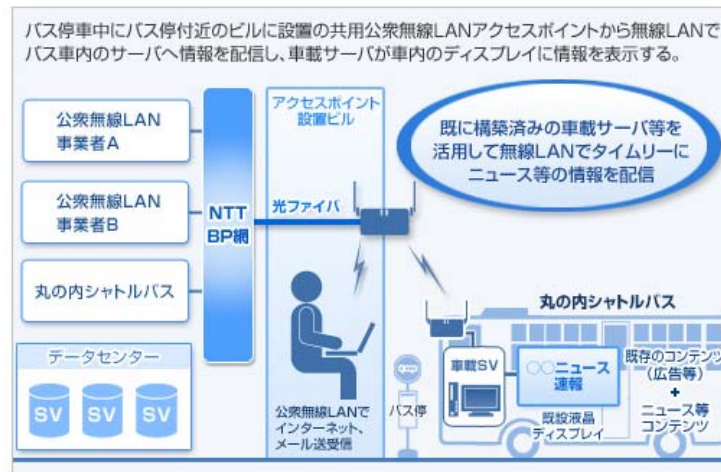 バス停車中にバス停付近のビルに設置の共用公衆無線LANアクセスポイントから無線LANで
バス車内のサーバへ情報を配信し、車載サーバが車内のディスプレイに情報を表示する。
公衆無線LAN
事業者A
公衆無線LAN
事業者B
丸の内シャトルバス
データセンター
SV
SV
SV
NTT
BP網
アクセスポイント
設置ビル
光ファイバ
公衆無線LANで
インターネット、
メール送受信
既に構築済みの車載サーバ等を
活用して無線LANでタイムリーに
ニュース等の情報を配信
バス停
丸の内シャトルバス
車載SV
○○ニュース
速報
既設液晶
ディスプレイ
既存のコンテンツ
(広告等)
+
ニュース等
コンテンツ